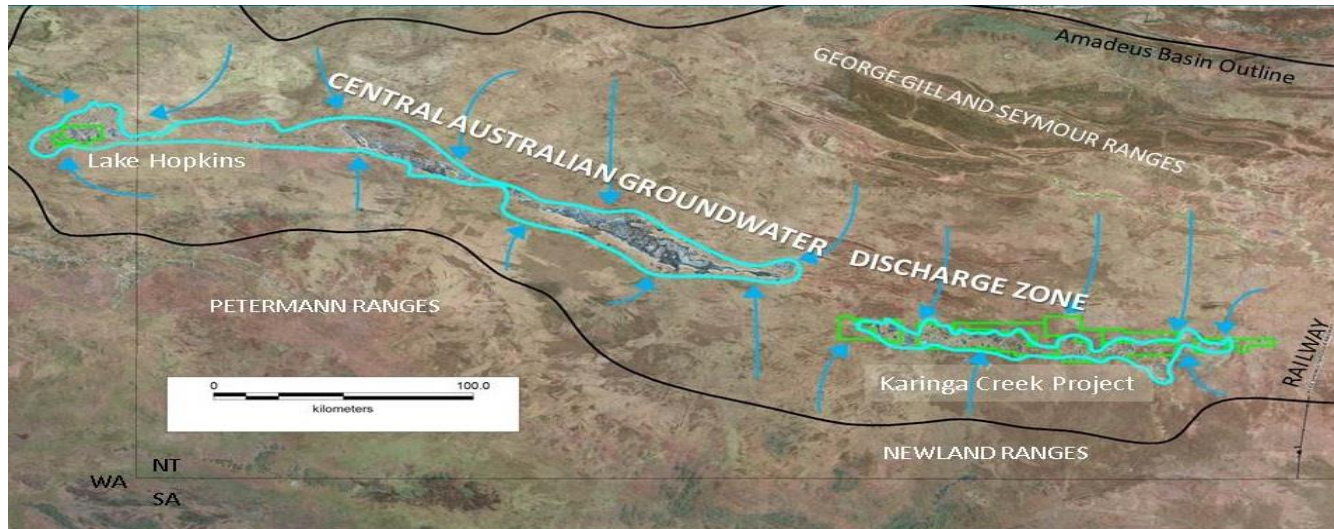 Amadeus Basin Outline
GEORGE GILL AND SEYMOUR RANGES
CENTRAL AUSTRALIAN GROUNDWATER DISCHARGE ZONE
Lake Hopkins
PETERMANN RANGES
Karinga Creek Project
RAILWAY
0 100.0
kilometers
NEWLAND RANGES
NT
WA
SA